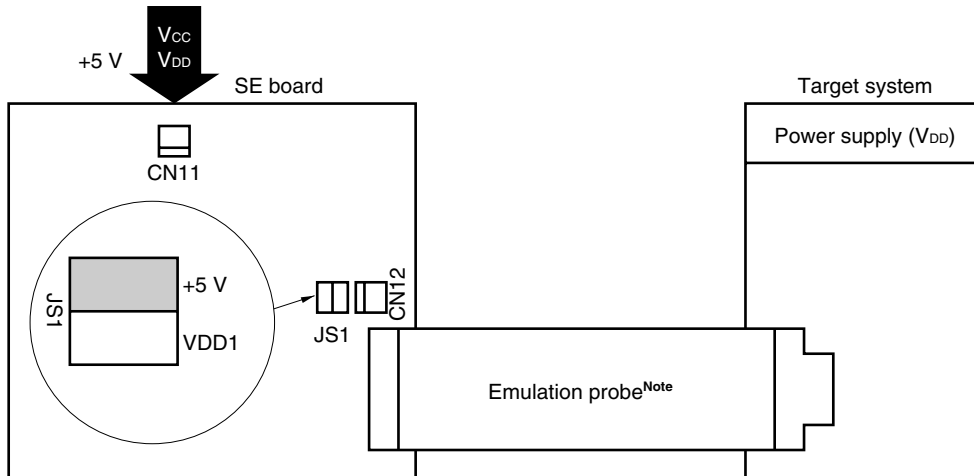 VCC
+5 V
VDD
SE board
Target system
Power supply (VDD)
CN11
+5 V
JS1
VDD1
JS1
CN12
Emulation probeNote